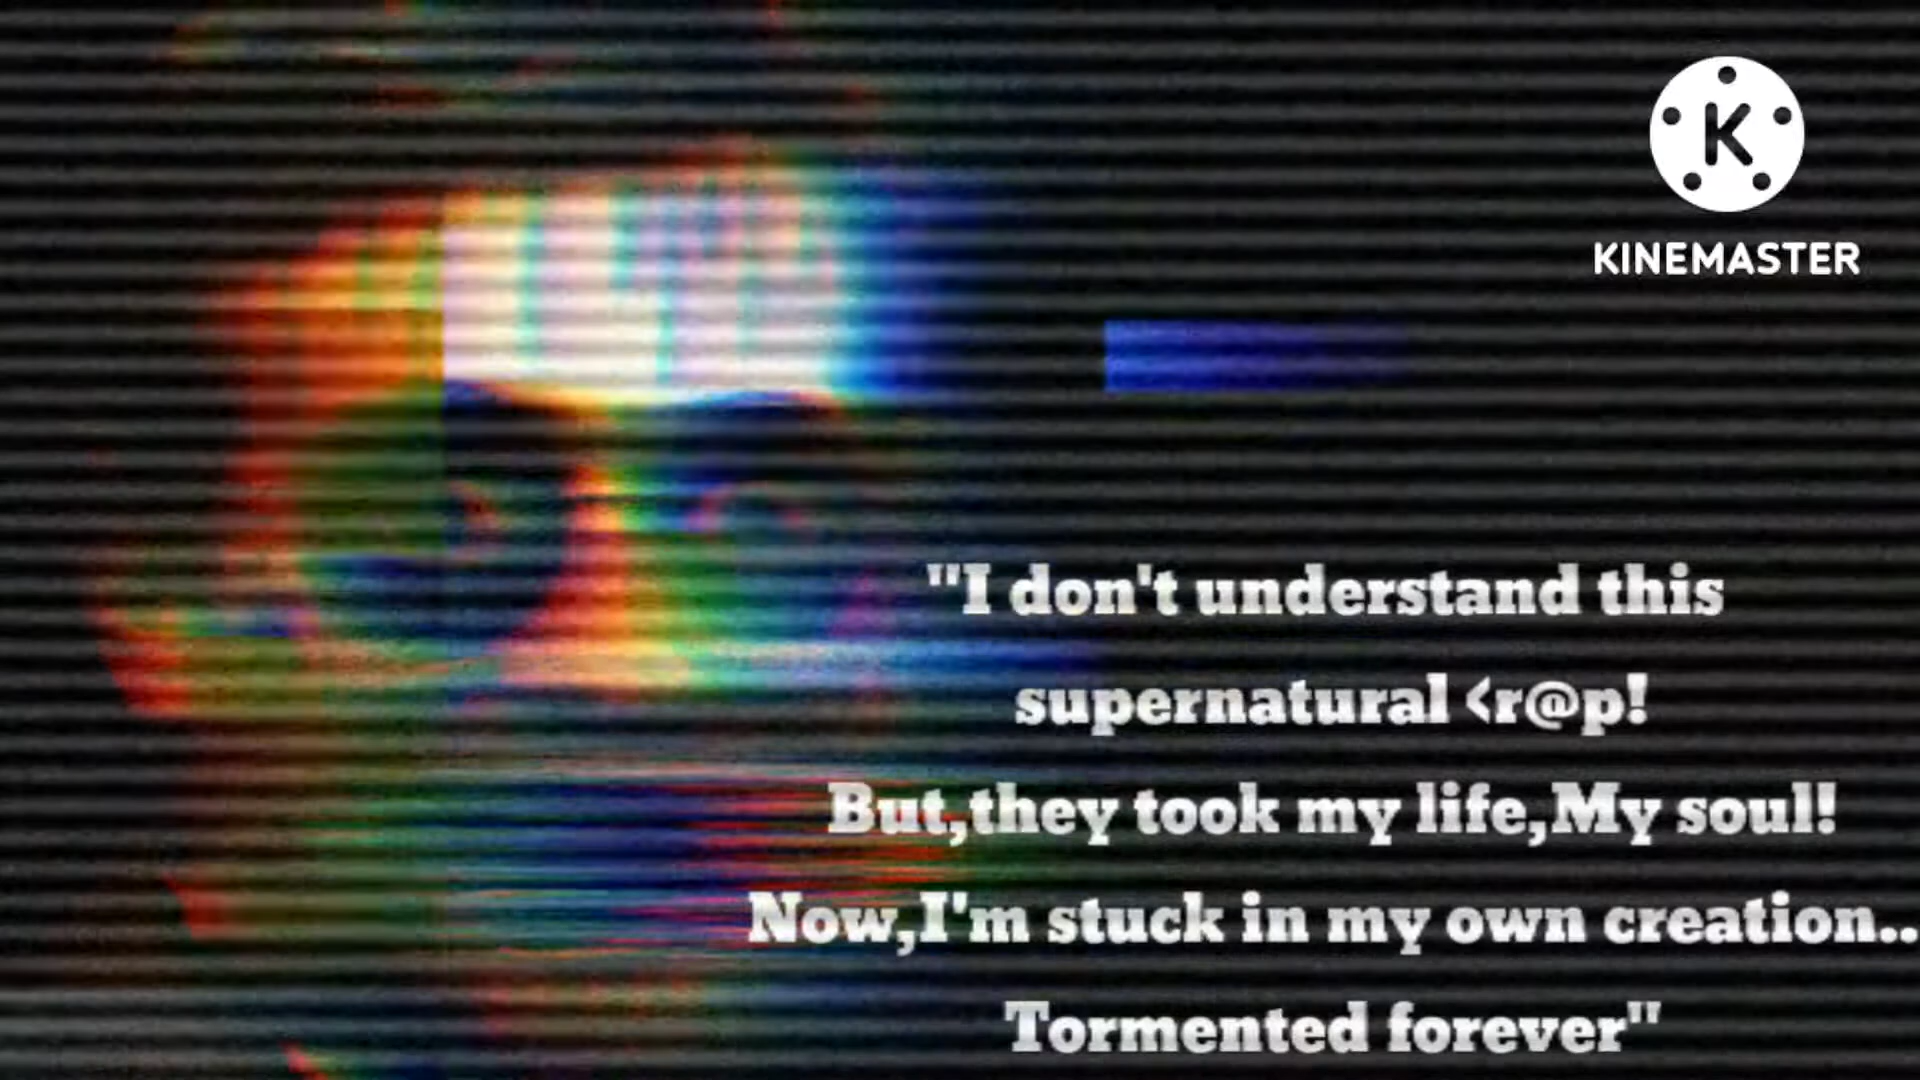 K
KINEMASTER
"I don't understand this
supernatural <r@p!
But,they took my life,My soul!
Now,I'm stuck in my own creation..
Tormented forever"